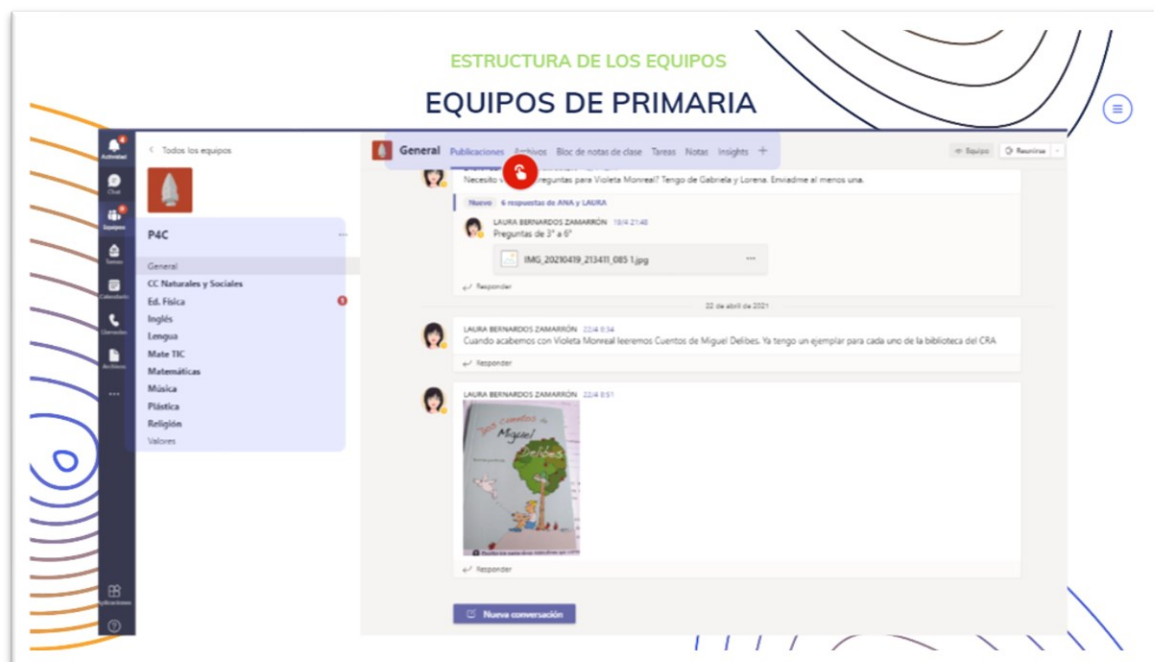 ESTRUCTURA DE LOS EQUIPOS
EQUIPOS DE PRIMARIA
Actividad
Chat
Equipos
Tareas
Calendario
Llamadas
Archivos
Aplicaciones
Todos los equipos
P4C
General
CC Naturales y Sociales
Ed. Física
1
Inglés
Lengua
Mate TIC
Matemáticas
Música
Plástica
Religión
Valores
General Publicaciones Archivos Bloc de notas de clase Tareas Notas Insights +
Equipo Reunirse
Necesito preguntas para Violeta Monreal? Tengo de Gabriela y Lorena. Enviadme al menos una.
Nuevo 6 respuestas de ANA y LAURA
LAURA BERNARDOS ZAMARRÓN 19/4 21:48
Preguntas de 3º a 6º
IMG_20210419_213411_085 1.jpg
Responder
22 de abril de 2021
LAURA BERNARDOS ZAMARRÓN 22/4 8:34
Cuando acabemos con Violeta Monreal leeremos Cuentos de Miguel Delibes. Ya tengo un ejemplar para cada uno de la biblioteca del CRA
Responder
LAURA BERNARDOS ZAMARRÓN 22/4 8:51
Los cuentos de
Miguel
Delibes
Responder
Nueva conversación